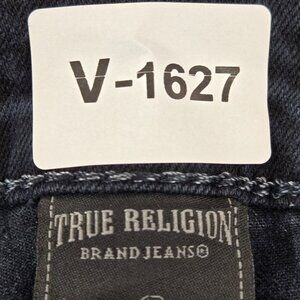 V-1627
TRUE RELIGION
BRAND JEANS®